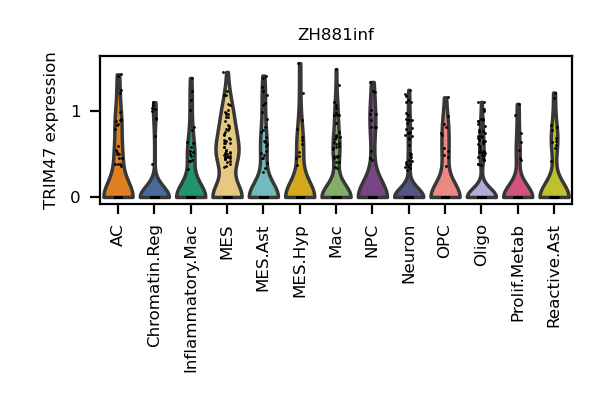 ZH881inf
TRIM47 expression
1
0
AC
Chromatin.Reg
Inflammatory.Mac
MES
MES.Ast
MES.Hyp
Mac
NPC
Neuron
OPC
Oligo
Prolif.Metab
Reactive.Ast